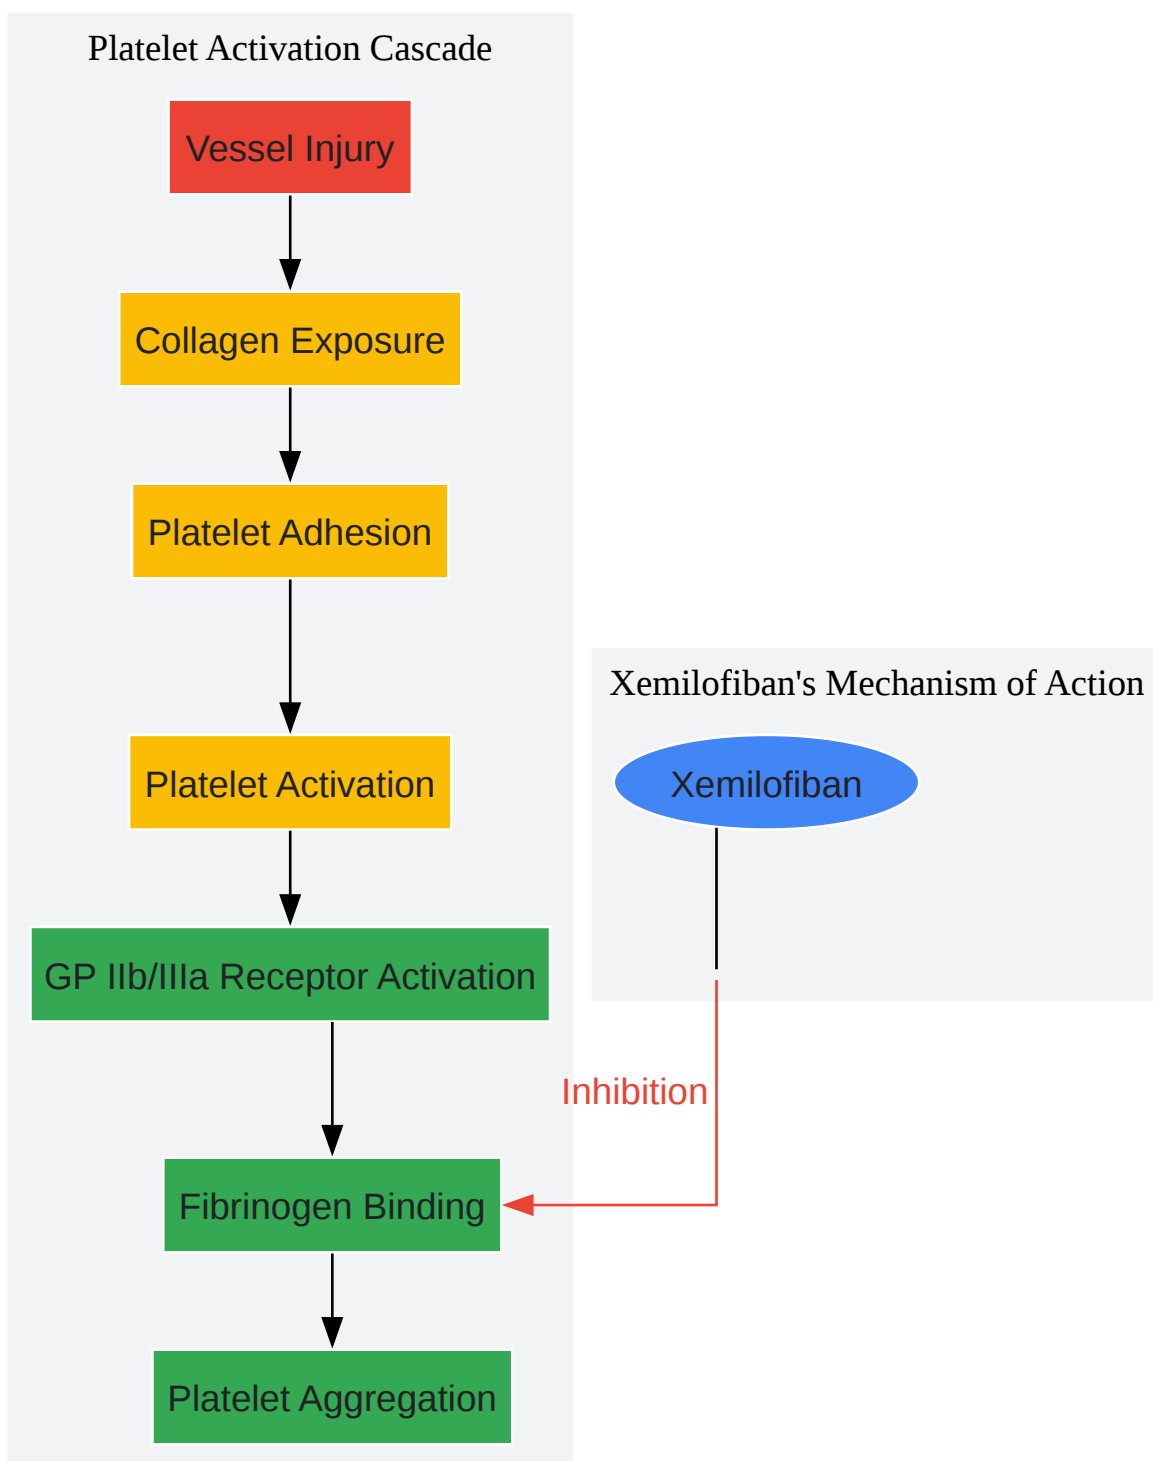 Platelet Activation Cascade
Vessel Injury
Collagen Exposure
Platelet Adhesion
Platelet Activation
GP IIb/IIIa Receptor Activation
Fibrinogen Binding
Platelet Aggregation
Xemilofiban's Mechanism of Action
Xemilofiban
Inhibition